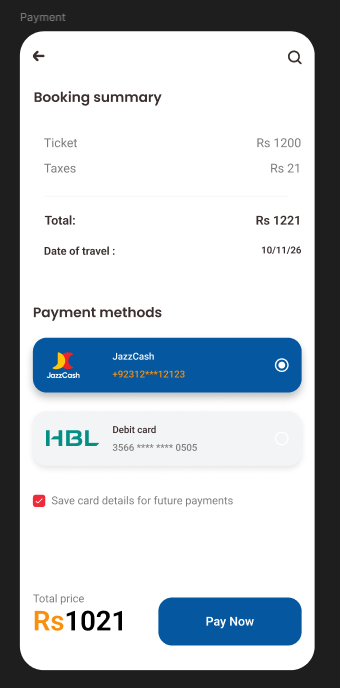 Payment
Booking summary
Ticket Rs 1200
Taxes Rs 21
Total: Rs 1221
Date of travel : 10/11/26
Payment methods
JazzCash
JazzCash
+92312***12123
HBL
Debit card
3566 **** **** 0505
Save card details for future payments
Total price
Rs1021
Pay Now